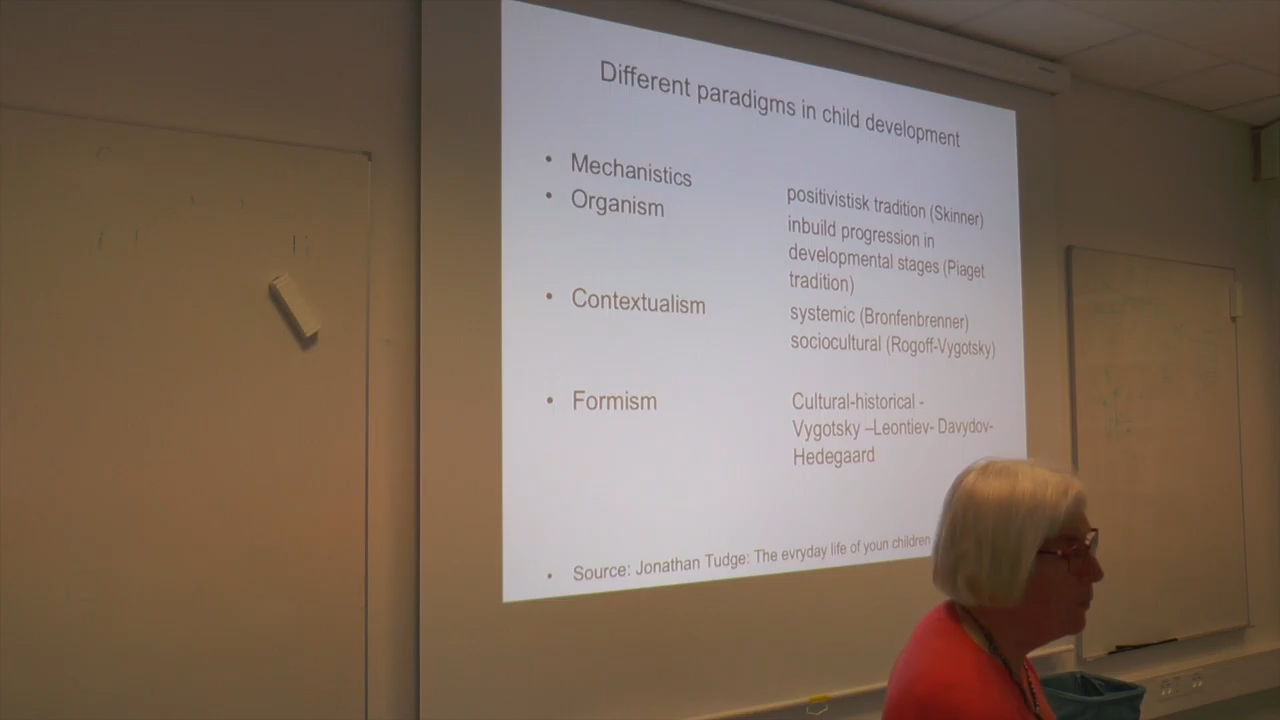 Different paradigms in child development
• Mechanistics
positivistisk tradition (Skinner)
• Organism
inbuild progression in
developmental stages (Piaget
tradition)
• Contextualism
systemic (Bronfenbrenner)
sociocultural (Rogoff-Vygotsky)
• Formism
Cultural-historical -
Vygotsky –Leontiev- Davydov-
Hedegaard
• Source: Jonathan Tudge: The evryday life of youn children